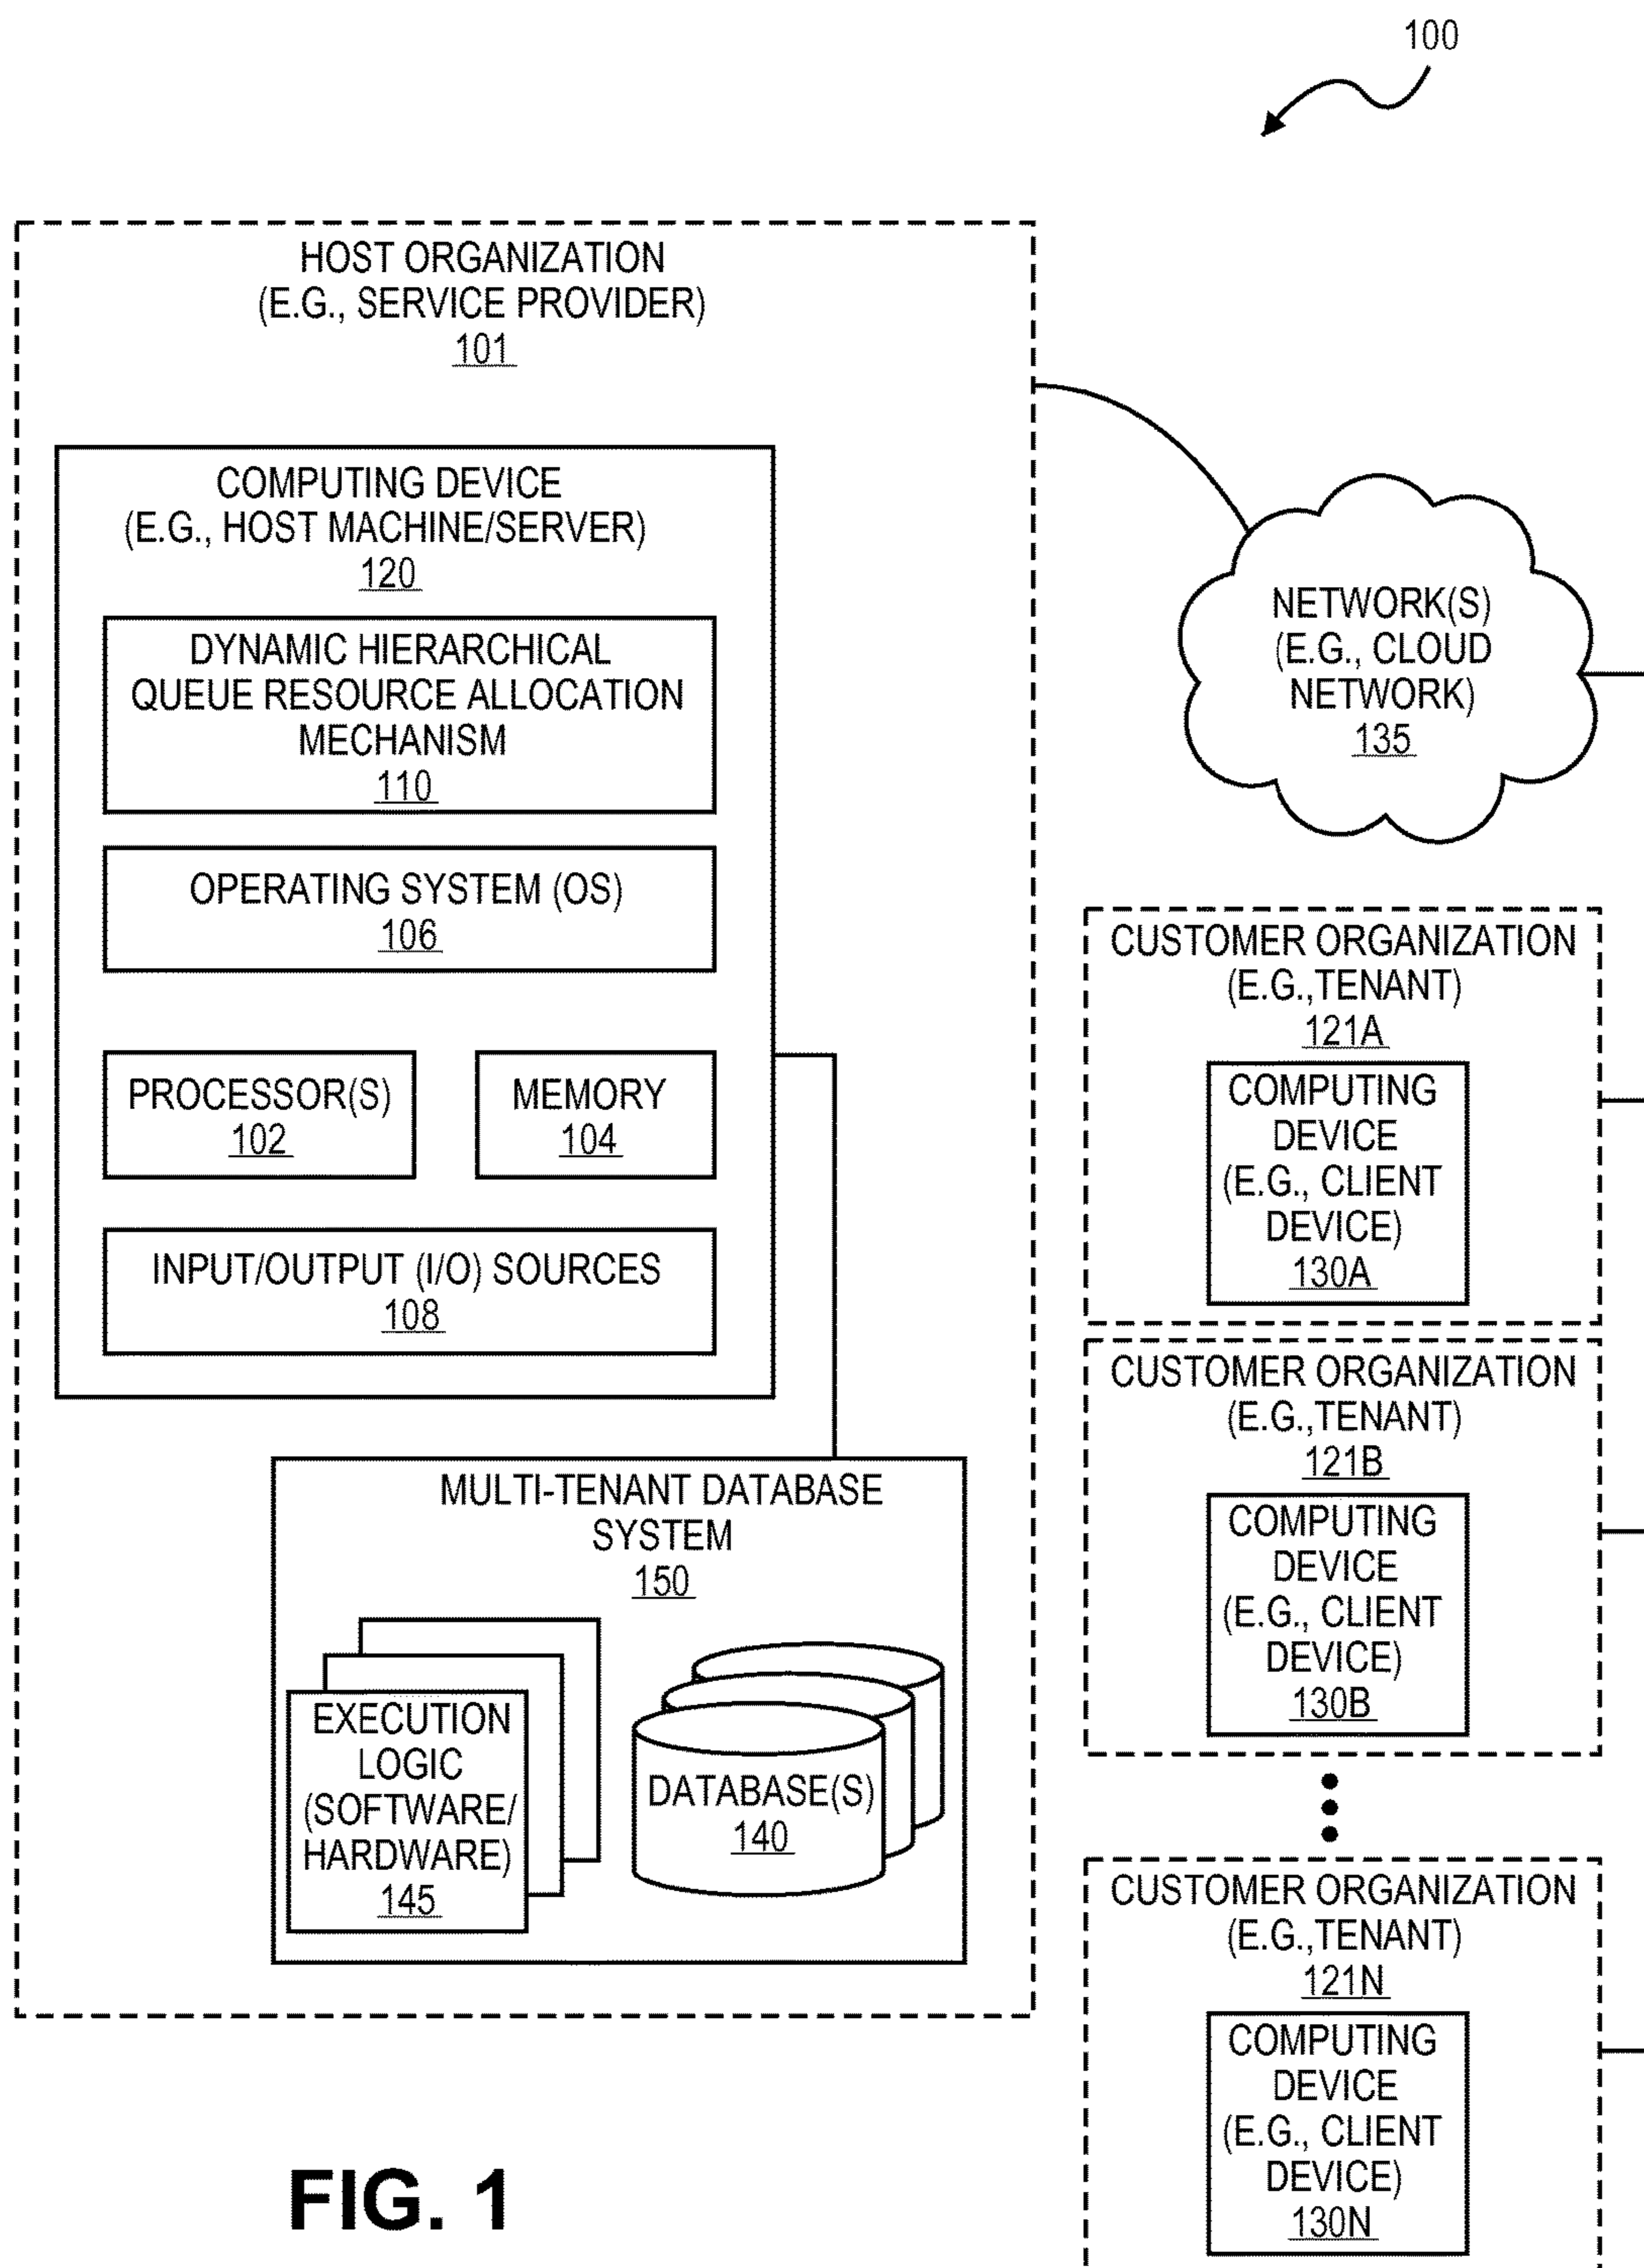 100
HOST ORGANIZATION
(E.G., SERVICE PROVIDER)
101
COMPUTING DEVICE
(E.G., HOST MACHINE/SERVER)
120
DYNAMIC HIERARCHICAL
QUEUE RESOURCE ALLOCATION
MECHANISM
110
OPERATING SYSTEM (OS)
106
PROCESSOR(S)
102
MEMORY
104
INPUT/OUTPUT (I/O) SOURCES
108
MULTI-TENANT DATABASE
SYSTEM
150
EXECUTION
LOGIC
(SOFTWARE/
HARDWARE)
145
DATABASE(S)
140
NETWORK(S)
(E.G., CLOUD
NETWORK)
135
CUSTOMER ORGANIZATION
(E.G.,TENANT)
121A
COMPUTING
DEVICE
(E.G., CLIENT
DEVICE)
130A
CUSTOMER ORGANIZATION
(E.G.,TENANT)
121B
COMPUTING
DEVICE
(E.G., CLIENT
DEVICE)
130B
CUSTOMER ORGANIZATION
(E.G.,TENANT)
121N
COMPUTING
DEVICE
(E.G., CLIENT
DEVICE)
130N
FIG. 1